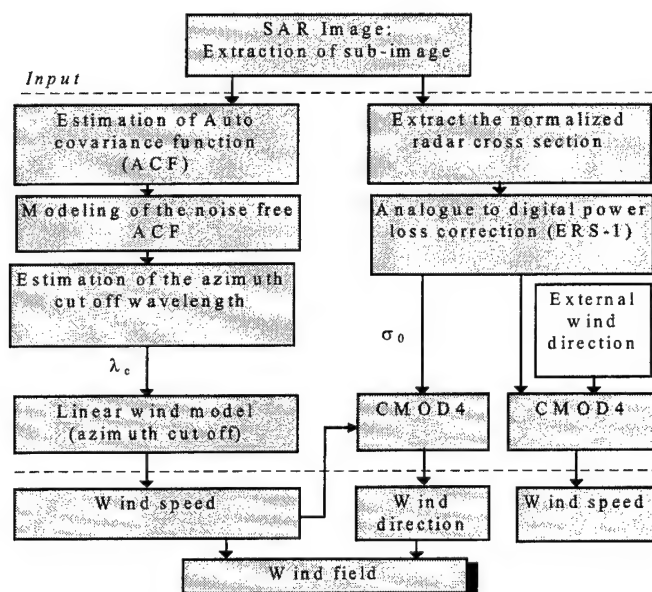 SAR Image:
Extraction of sub-image
Input
Estimation of Auto
covariance function
(ACF)
Extract the normalized
radar cross section
Modeling of the noise free
ACF
Analogue to digital power
loss correction (ERS-1)
Estimation of the azimuth
cut off wavelength
External
wind
direction
λc
σ0
Linear wind model
(azimuth cut off)
CMOD4
CMOD4
Wind speed
Wind
direction
Wind speed
Wind field